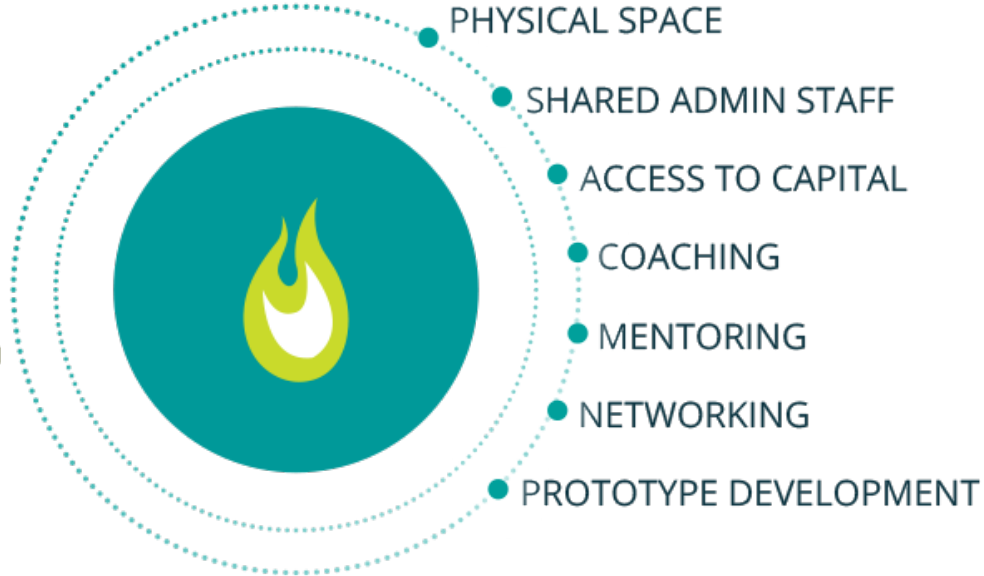 PHYSICAL SPACE
SHARED ADMIN STAFF
ACCESS TO CAPITAL
COACHING
MENTORING
NETWORKING
PROTOTYPE DEVELOPMENT